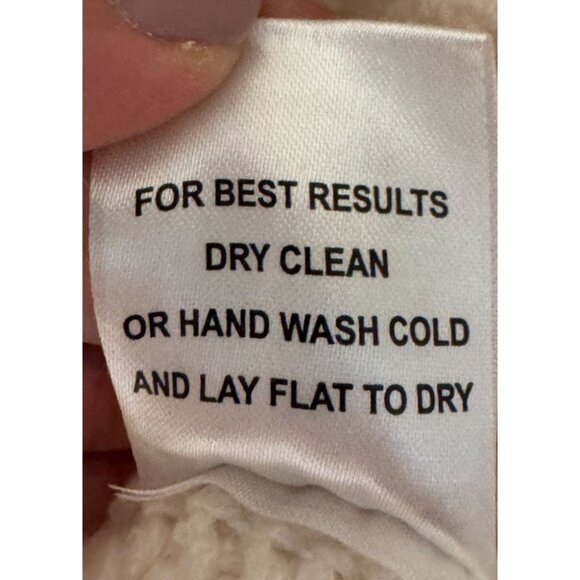 FOR BEST RESULTS
DRY CLEAN
OR HAND WASH COLD
AND LAY FLAT TO DRY